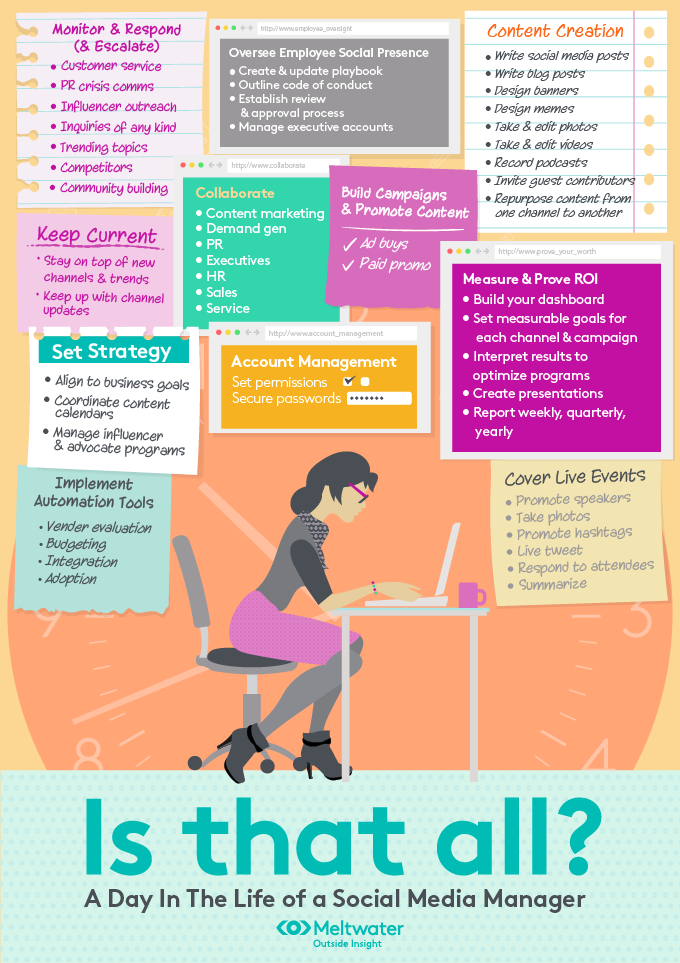 Monitor & Respond
(& Escalate)
• Customer service
• PR crisis comms
• Influencer outreach
• Inquiries of any kind
• Trending topics
• Competitors
• Community building
http://www.employee_oversight
Oversee Employee Social Presence
• Create & update playbook
• Outline code of conduct
• Establish review
& approval process
• Manage executive accounts
Content Creation
• Write social media posts
• Write blog posts
• Design banners
• Design memes
• Take & edit photos
• Take & edit videos
• Record podcasts
• Invite guest contributors
• Repurpose content from
one channel to another
http://www.collaborate
Collaborate
• Content marketing
• Demand gen
• PR
• Executives
• HR
• Sales
• Service
Build Campaigns
& Promote Content
✓ Ad buys
✓ Paid promo
Keep Current
• Stay on top of new
channels & trends
• Keep up with channel
updates
http://www.prove_your_worth
Measure & Prove ROI
• Build your dashboard
• Set measurable goals for
each channel & campaign
• Interpret results to
optimize programs
• Create presentations
• Report weekly, quarterly,
yearly
Set Strategy
• Align to business goals
• Coordinate content
calendars
• Manage influencer
& advocate programs
http://www.account_management
Account Management
Set permissions
Secure passwords •••••••
Implement
Automation Tools
• Vender evaluation
• Budgeting
• Integration
• Adoption
Cover Live Events
• Promote speakers
• Take photos
• Promote hashtags
• Live tweet
• Respond to attendees
• Summarize
9
3
8
4
Is that all?
A Day In The Life of a Social Media Manager
Meltwater
Outside Insight